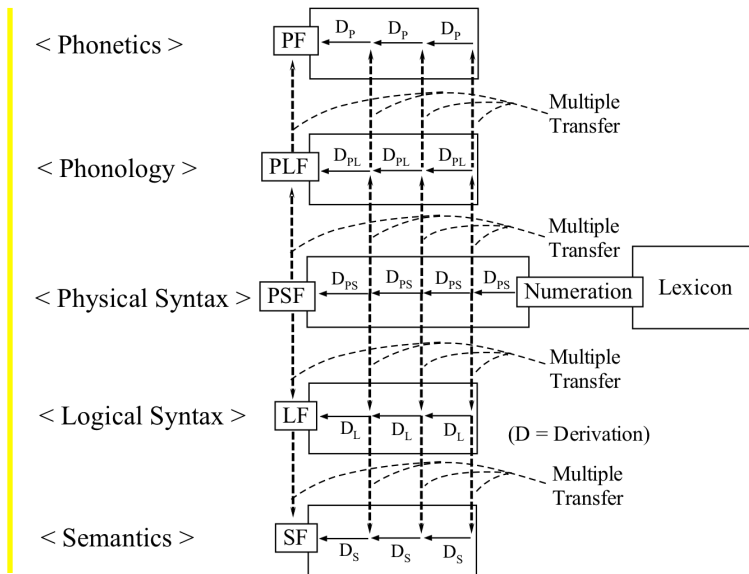 < Phonetics > PF D_P D_P D_P
Multiple
Transfer
< Phonology > PLF D_PL D_PL D_PL
Multiple
Transfer
< Physical Syntax > PSF D_PS D_PS D_PS D_PS Numeration Lexicon
Multiple
Transfer
< Logical Syntax > LF D_L D_L D_L (D = Derivation)
Multiple
Transfer
< Semantics > SF D_S D_S D_S